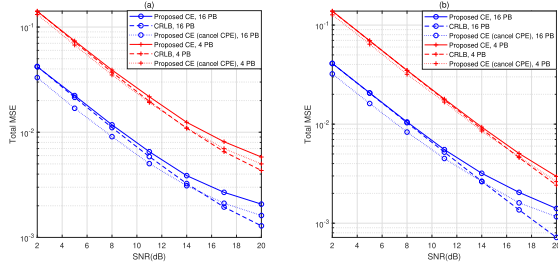 (a)
Proposed CE, 16 PB
CRLB, 16 PB
Proposed CE (cancel CPE), 16 PB
Proposed CE, 4 PB
CRLB, 4 PB
Proposed CE (cancel CPE), 4 PB
Total MSE
10^-1
10^-2
10^-3
2 5 8 11 14 17 20
SNR(dB)
(b)
Proposed CE, 16 PB
CRLB, 16 PB
Proposed CE (cancel CPE), 16 PB
Proposed CE, 4 PB
CRLB, 4 PB
Proposed CE (cancel CPE), 4 PB
Total MSE
10^-1
10^-2
10^-3
2 5 8 11 14 17 20
SNR(dB)